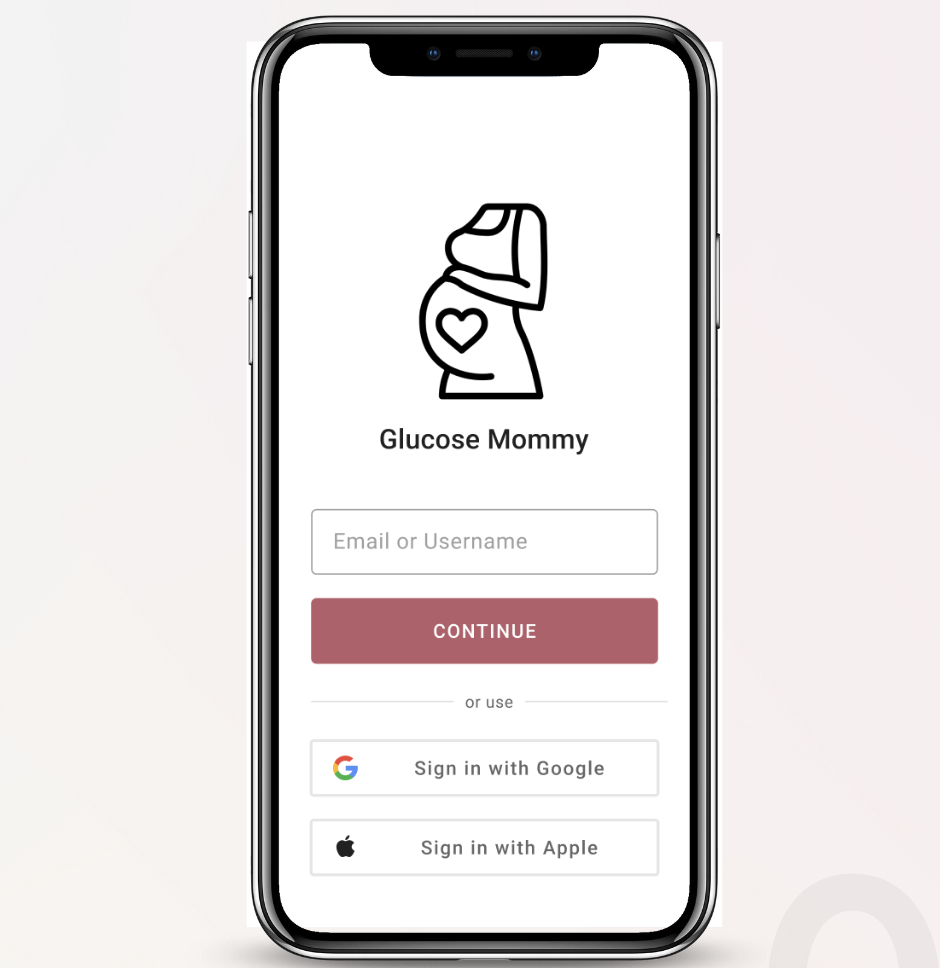 Glucose Mommy
Email or Username
CONTINUE
or use
Sign in with Google
Sign in with Apple